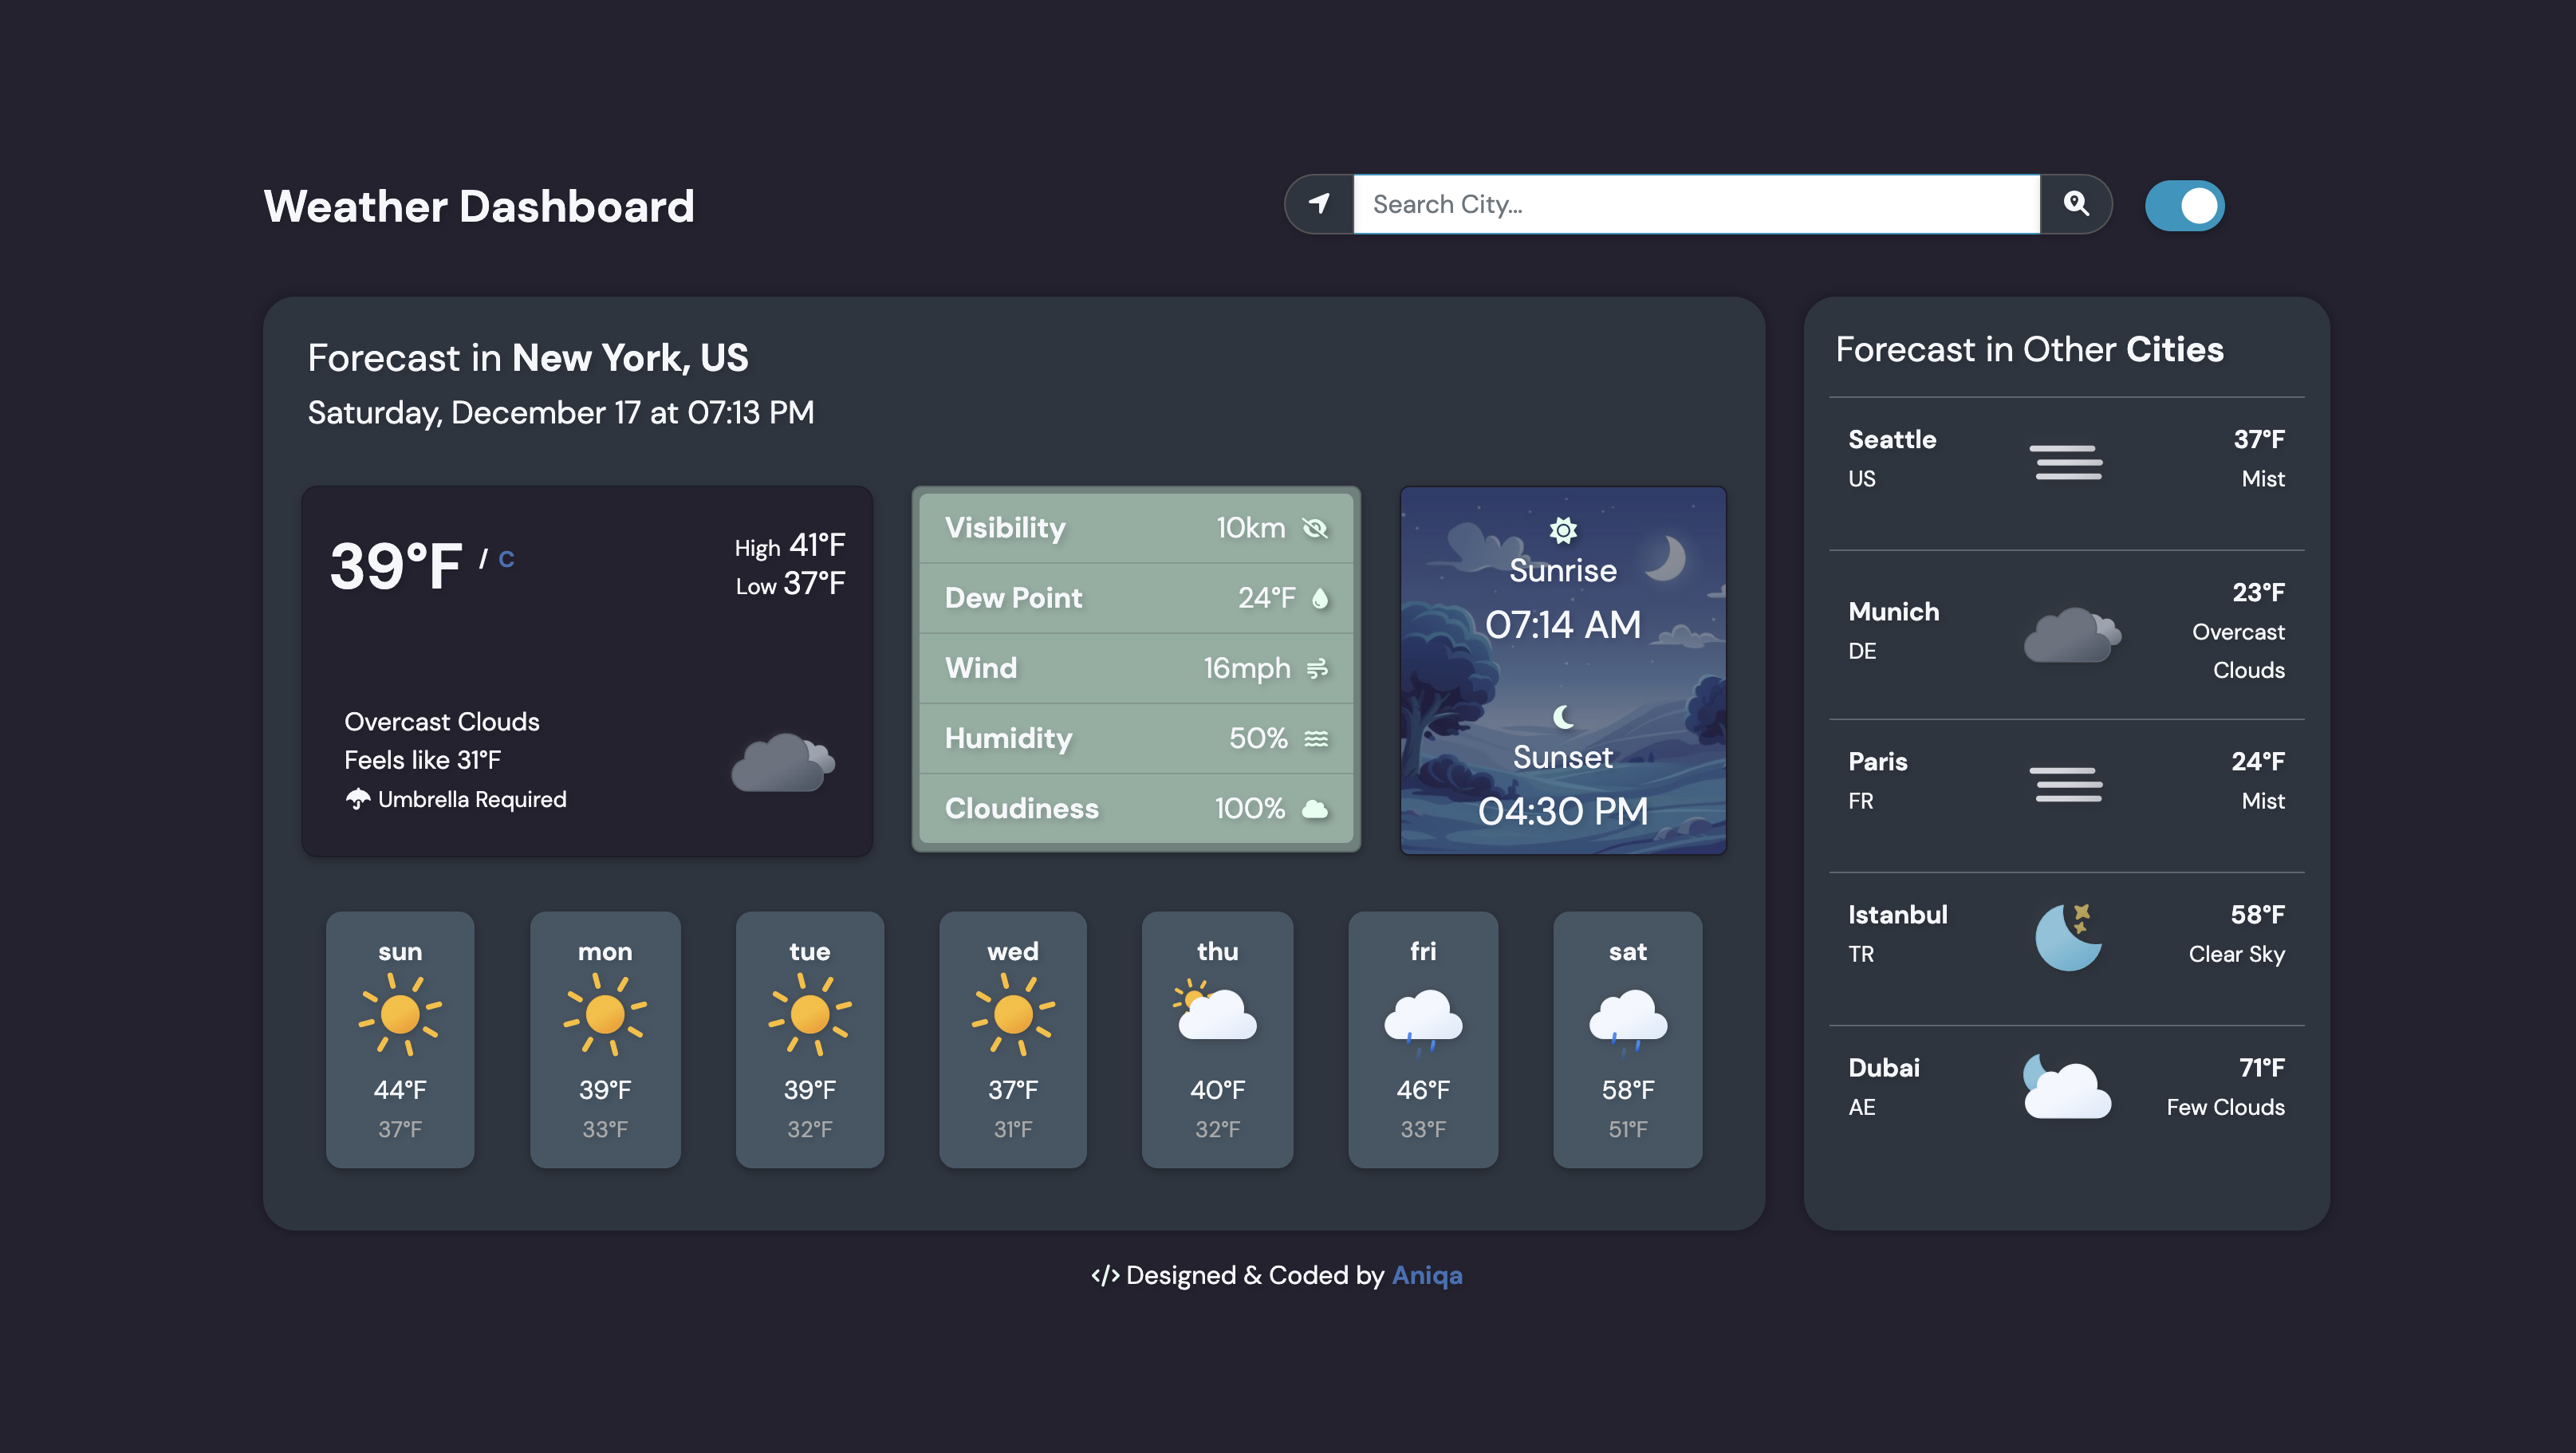 Weather Dashboard
Search City...
Forecast in New York, US
Saturday, December 17 at 07:13 PM
39°F / C
High 41°F
Low 37°F
Overcast Clouds
Feels like 31°F
Umbrella Required
Visibility 10km
Dew Point 24°F
Wind 16mph
Humidity 50%
Cloudiness 100%
Sunrise
07:14 AM
Sunset
04:30 PM
sun
44°F
37°F
mon
39°F
33°F
tue
39°F
32°F
wed
37°F
31°F
thu
40°F
32°F
fri
46°F
33°F
sat
58°F
51°F
Forecast in Other Cities
Seattle
US
37°F
Mist
Munich
DE
23°F
Overcast
Clouds
Paris
FR
24°F
Mist
Istanbul
TR
58°F
Clear Sky
Dubai
AE
71°F
Few Clouds
</> Designed & Coded by Aniqa